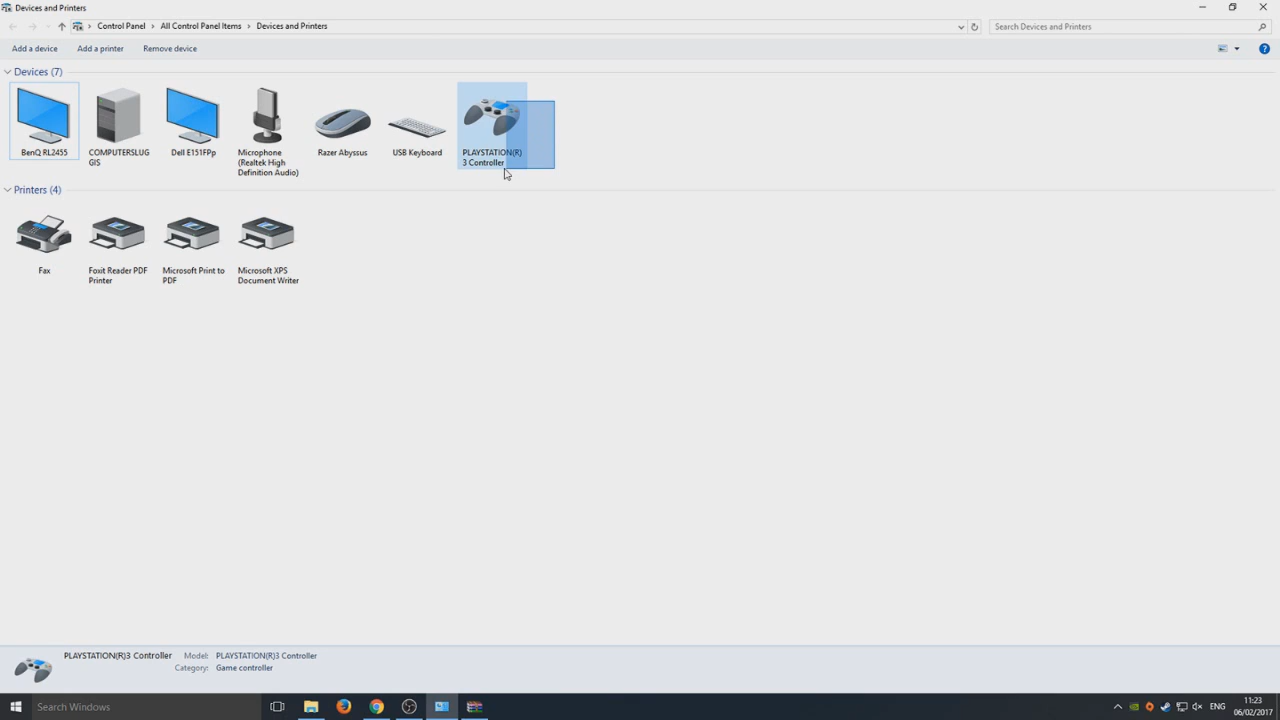 Devices and Printers
Control Panel > All Control Panel Items > Devices and Printers
Search Devices and Printers
Add a device
Add a printer
Remove device
Devices (7)
BenQ RL2455
COMPUTERSLUG
GIS
Dell E151FPp
Microphone
(Realtek High
Definition Audio)
Razer Abyssus
USB Keyboard
PLAYSTATION(R)
3 Controller
Printers (4)
Fax
Foxit Reader PDF
Printer
Microsoft Print to
PDF
Microsoft XPS
Document Writer
PLAYSTATION(R)3 Controller
Model: PLAYSTATION(R)3 Controller
Category: Game controller
Search Windows
ENG
11:23
06/02/2017